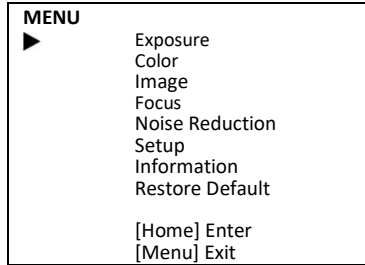 MENU
Exposure
Color
Image
Focus
Noise Reduction
Setup
Information
Restore Default
[Home] Enter
[Menu] Exit